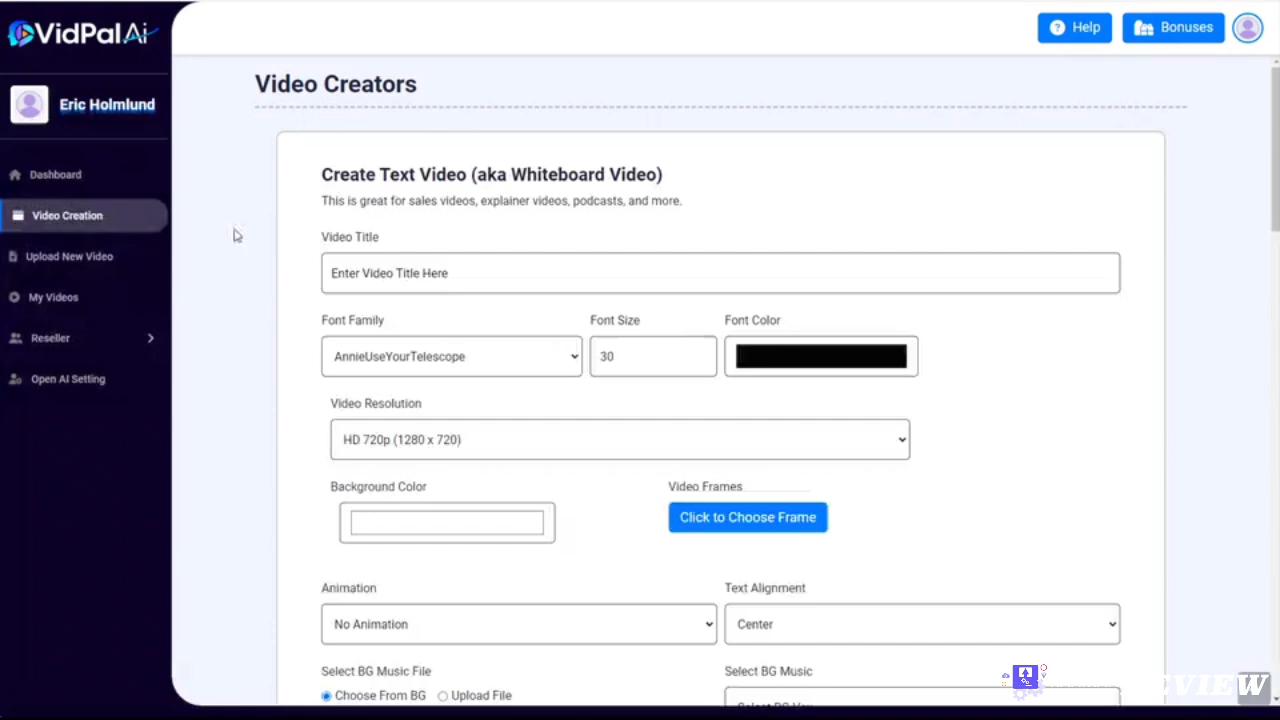 VidPal.Ai
Help
Bonuses
Eric Holmlund
Video Creators
Dashboard
Video Creation
Upload New Video
My Videos
Reseller
Open AI Setting
Create Text Video (aka Whiteboard Video)
This is great for sales videos, explainer videos, podcasts, and more.
Video Title
Enter Video Title Here
Font Family
Font Size
Font Color
AnnieUseYourTelescope
30
Video Resolution
HD 720p (1280 x 720)
Background Color
Video Frames
Click to Choose Frame
Animation
Text Alignment
No Animation
Center
Select BG Music File
Select BG Music
Choose From BG
Upload File